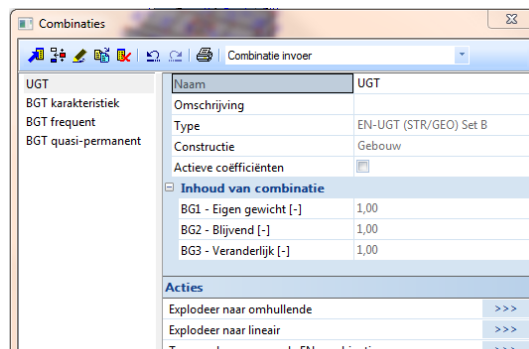 Combinaties
Combinatie invoer
UGT
BGT karakteristiek
BGT frequent
BGT quasi-permanent
Naam UGT
Omschrijving
Type EN-UGT (STR/GEO) Set B
Constructie Gebouw
Actieve coëfficiënten
Inhoud van combinatie
BG1 - Eigen gewicht [-] 1,00
BG2 - Blijvend [-] 1,00
BG3 - Veranderlijk [-] 1,00
Acties
Explodeer naar omhullende >>>
Explodeer naar lineair >>>